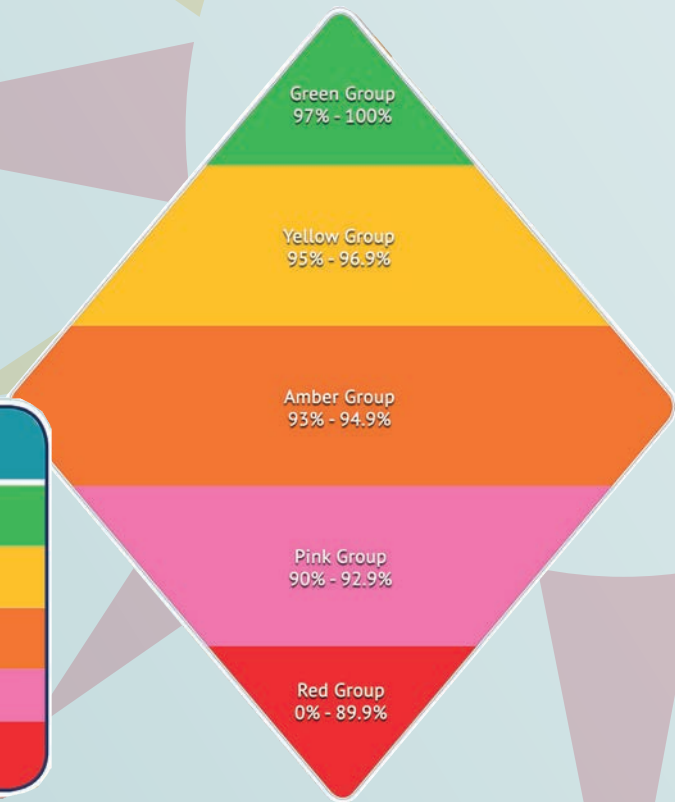 Green Group
97% - 100%
Yellow Group
95% - 96.9%
Amber Group
93% - 94.9%
Pink Group
90% - 92.9%
Red Group
0% - 89.9%